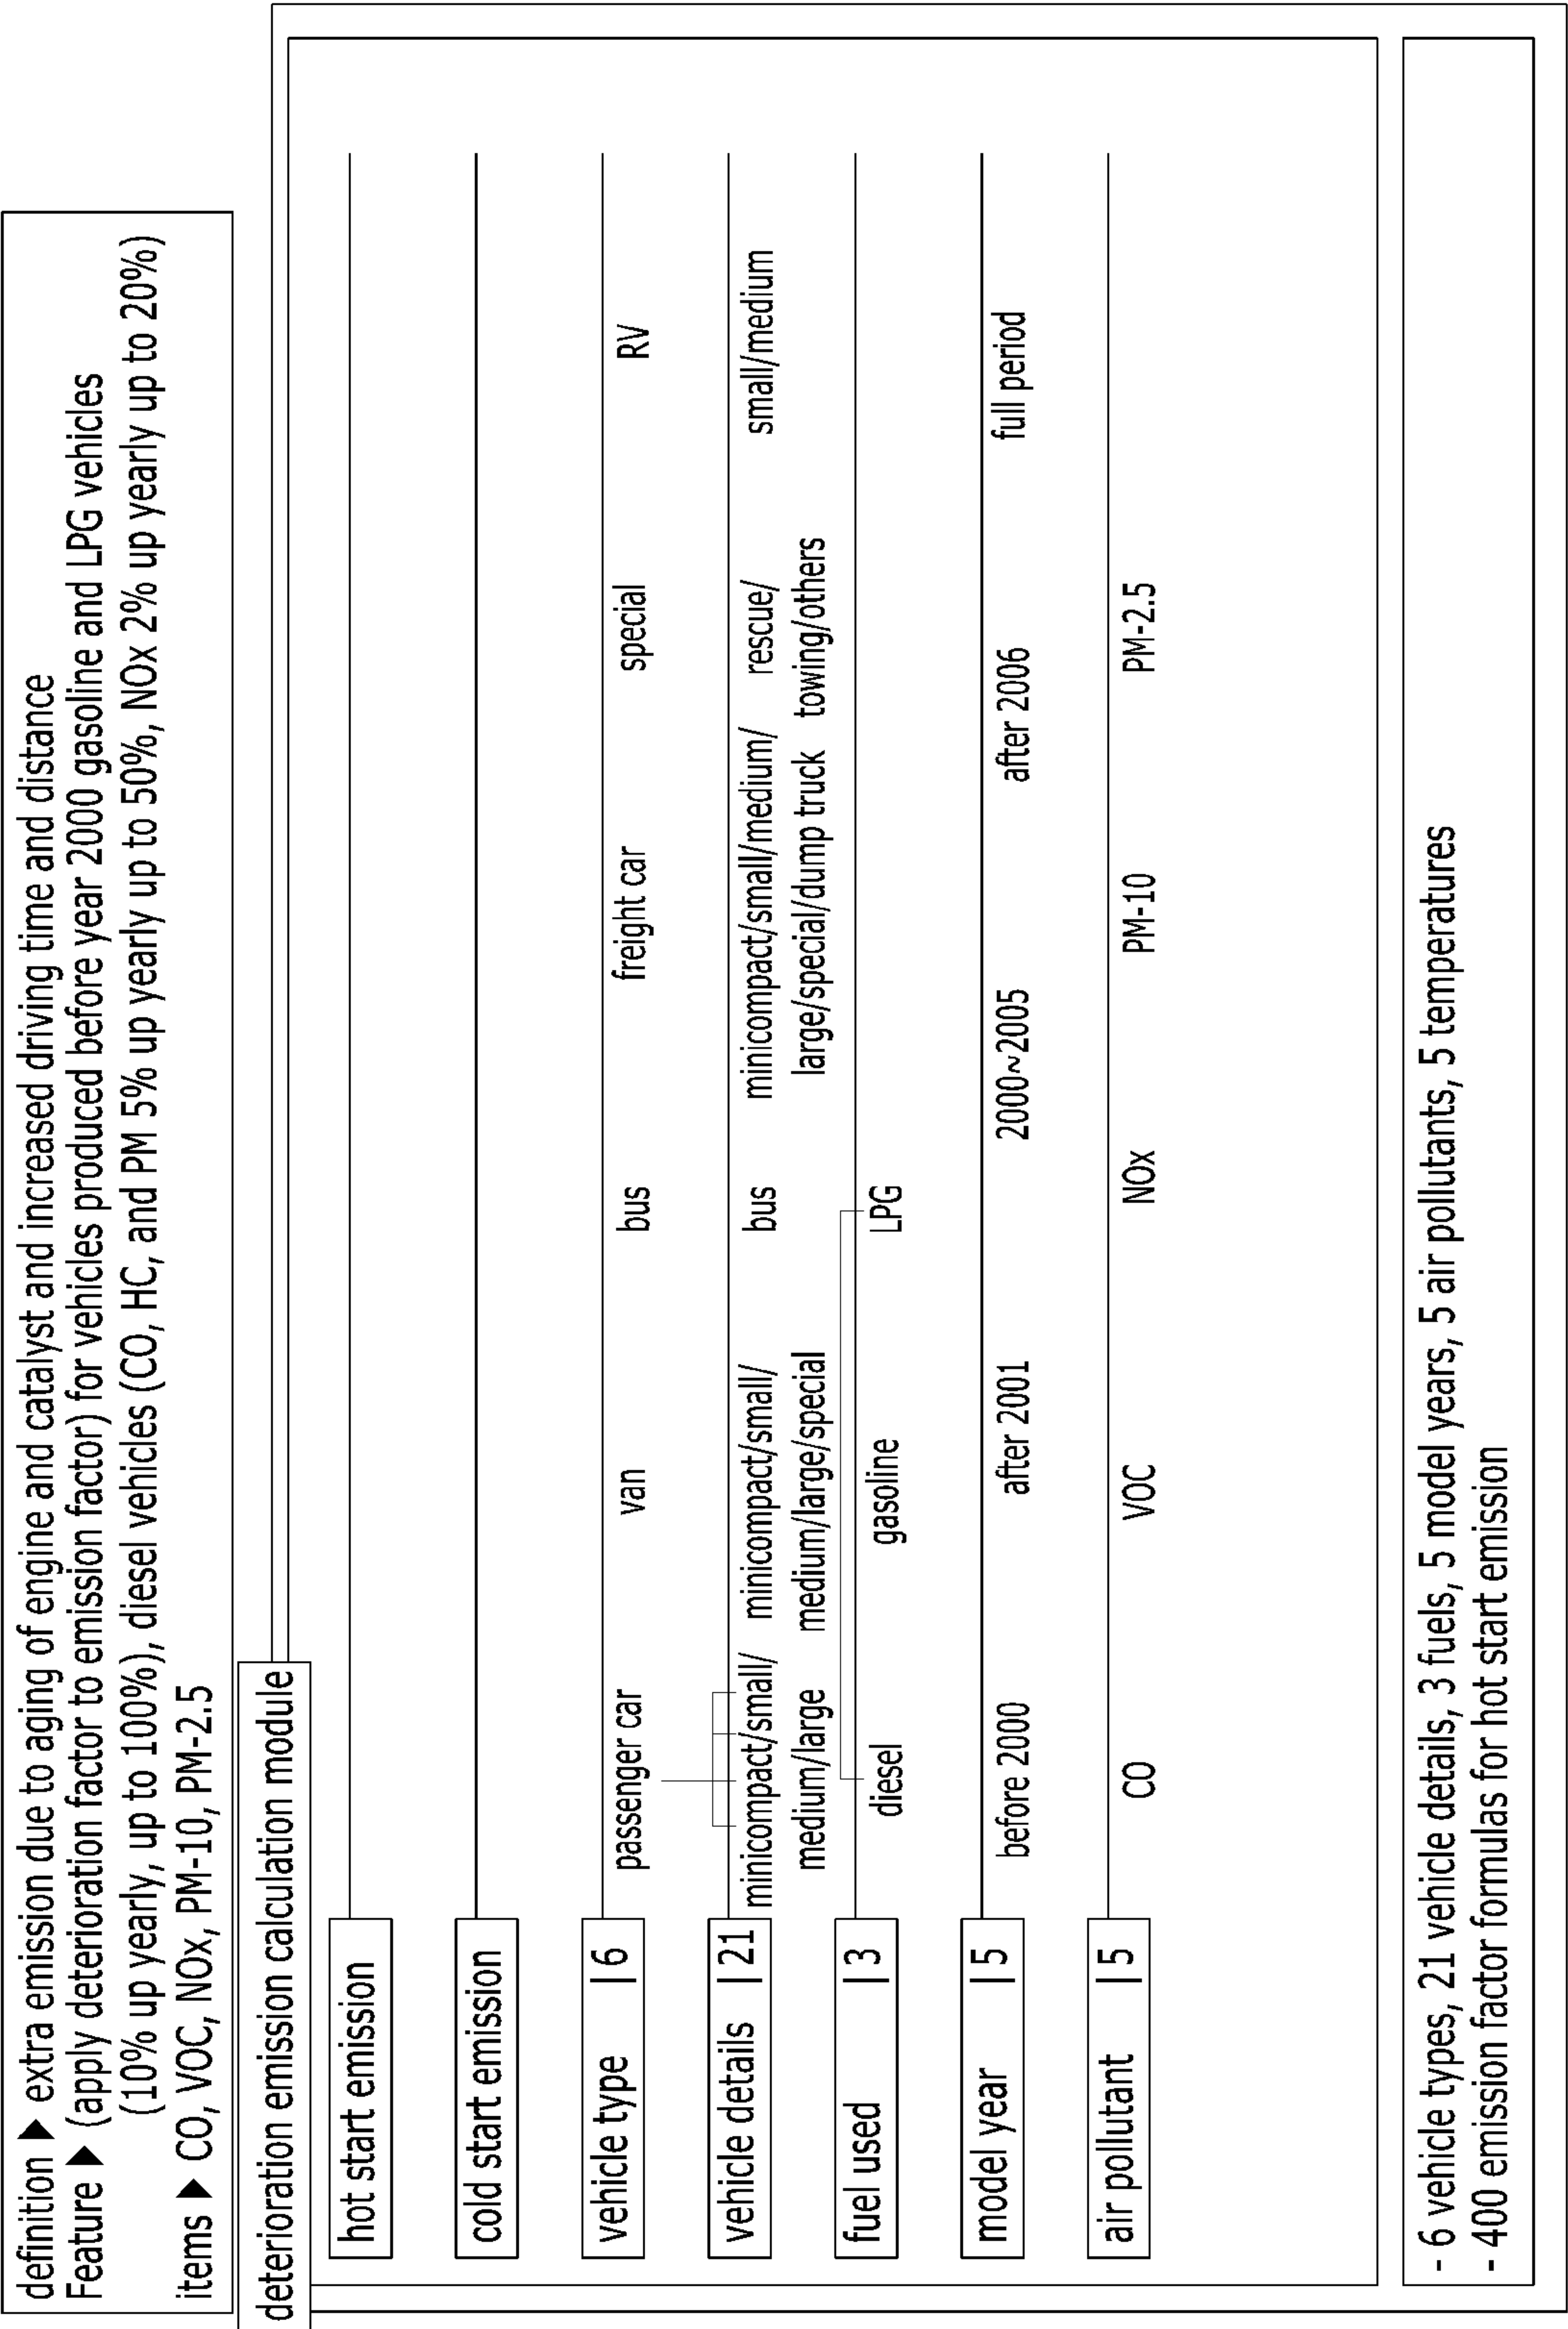 definition ▶ extra emission due to aging of engine and catalyst and increased driving time and distance
Feature ▶ (apply deterioration factor to emission factor) for vehicles produced before year 2000 gasoline and LPG vehicles
(10% up yearly, up to 100%), diesel vehicles (CO, HC, and PM 5% up yearly up to 50%, NOx 2% up yearly up to 20%)
items ▶ CO, VOC, NOx, PM-10, PM-2.5
deterioration emission calculation module
hot start emission
cold start emission
vehicle type | 6
passenger car van bus freight car special RV
vehicle details | 21
minicompact/small/ minicompact/small/ bus minicompact/small/medium/ rescue/ small/medium
medium/large medium/large/special large/special/dump truck towing/others
fuel used | 3
diesel gasoline LPG
model year | 5
before 2000 after 2001 2000~2005 after 2006 full period
air pollutant | 5
CO VOC NOx PM-10 PM-2.5
- 6 vehicle types, 21 vehicle details, 3 fuels, 5 model years, 5 air pollutants, 5 temperatures
- 400 emission factor formulas for hot start emission